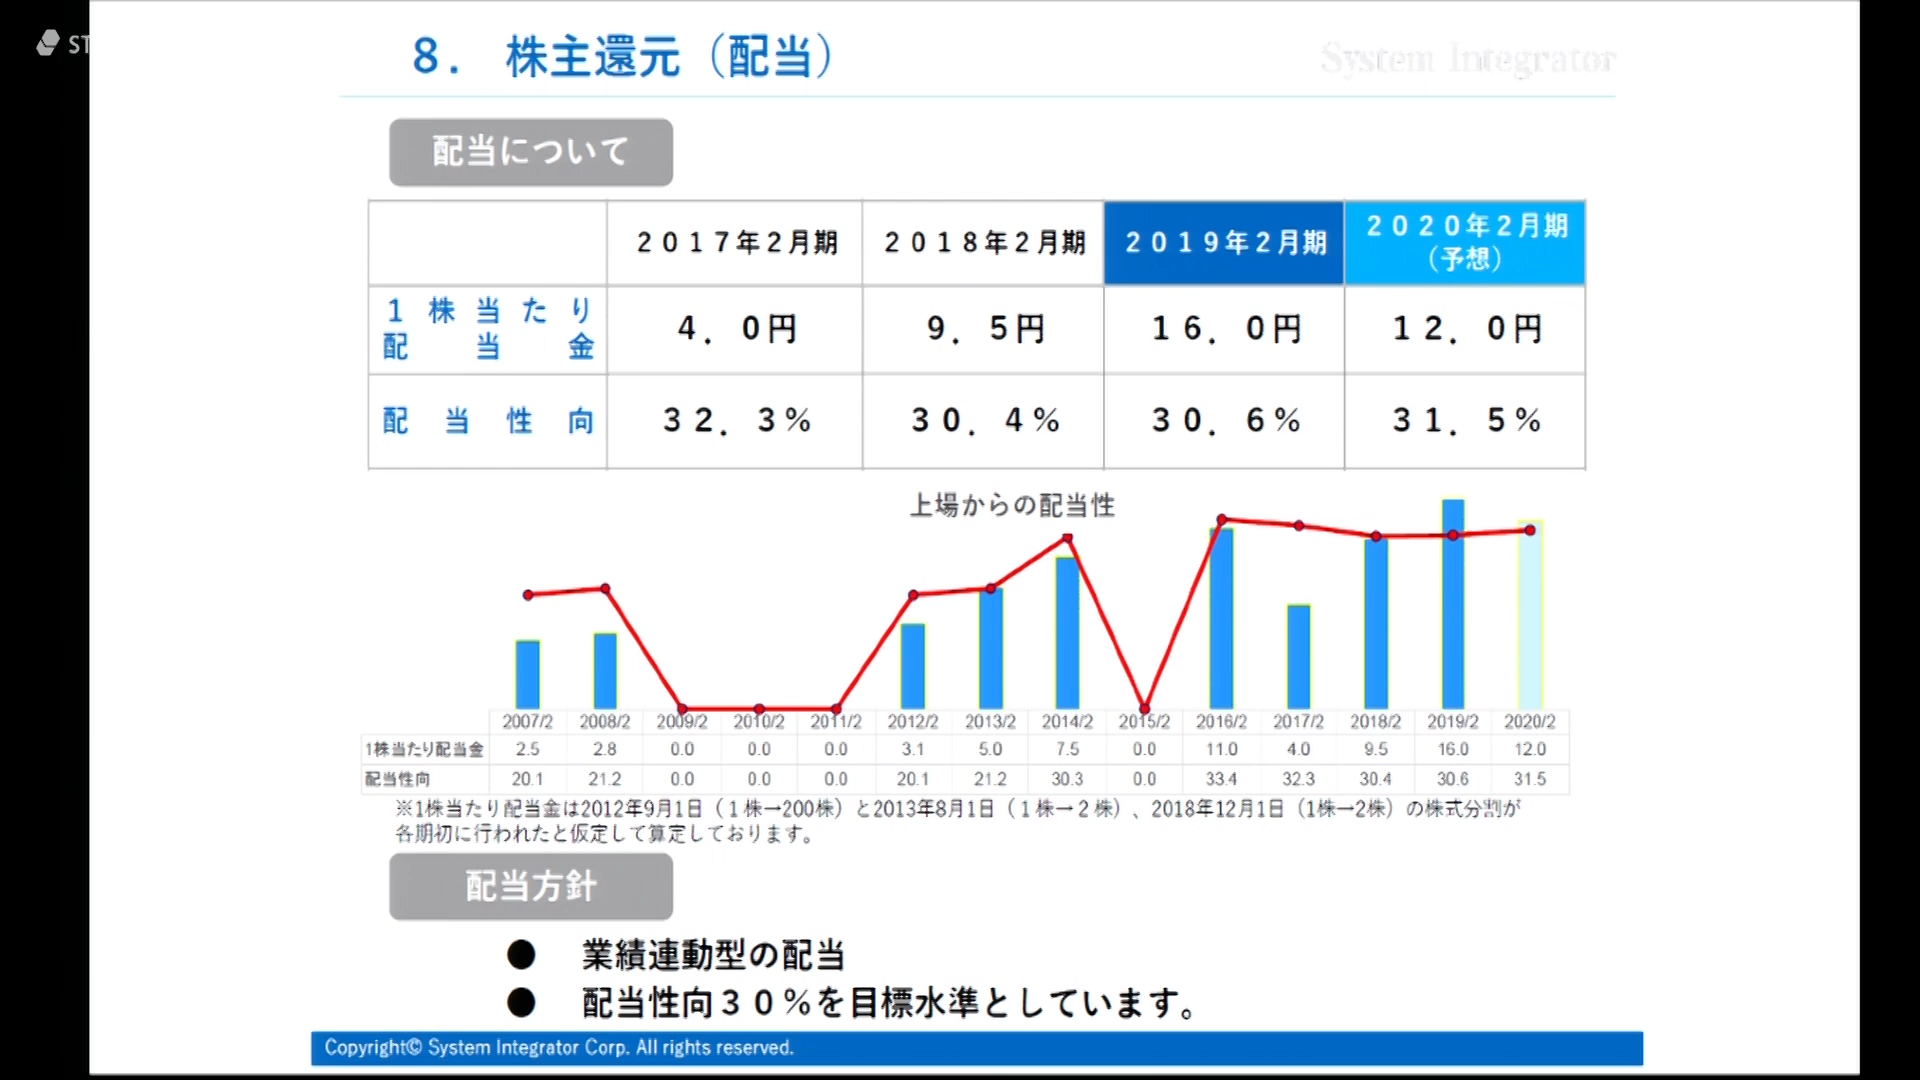 ST
8. 株主還元（配当）
System Integrator
配当について
２０１７年２月期 ２０１８年２月期 ２０１９年２月期 ２０２０年２月期
（予想）
１株当たり
配当金 ４．０円 ９．５円 １６．０円 １２．０円
配当性向 ３２．３％ ３０．４％ ３０．６％ ３１．５％
上場からの配当性
2007/2 2008/2 2009/2 2010/2 2011/2 2012/2 2013/2 2014/2 2015/2 2016/2 2017/2 2018/2 2019/2 2020/2
1株当たり配当金 2.5 2.8 0.0 0.0 0.0 3.1 5.0 7.5 0.0 11.0 4.0 9.5 16.0 12.0
配当性向 20.1 21.2 0.0 0.0 0.0 20.1 21.2 30.3 0.0 33.4 32.3 30.4 30.6 31.5
※1株当たり配当金は2012年9月1日（１株→200株）と2013年8月1日（１株→２株）、2018年12月1日（1株→2株）の株式分割が
各期初に行われたと仮定して算定しております。
配当方針
● 業績連動型の配当
● 配当性向３０％を目標水準としています。
Copyright© System Integrator Corp. All rights reserved.